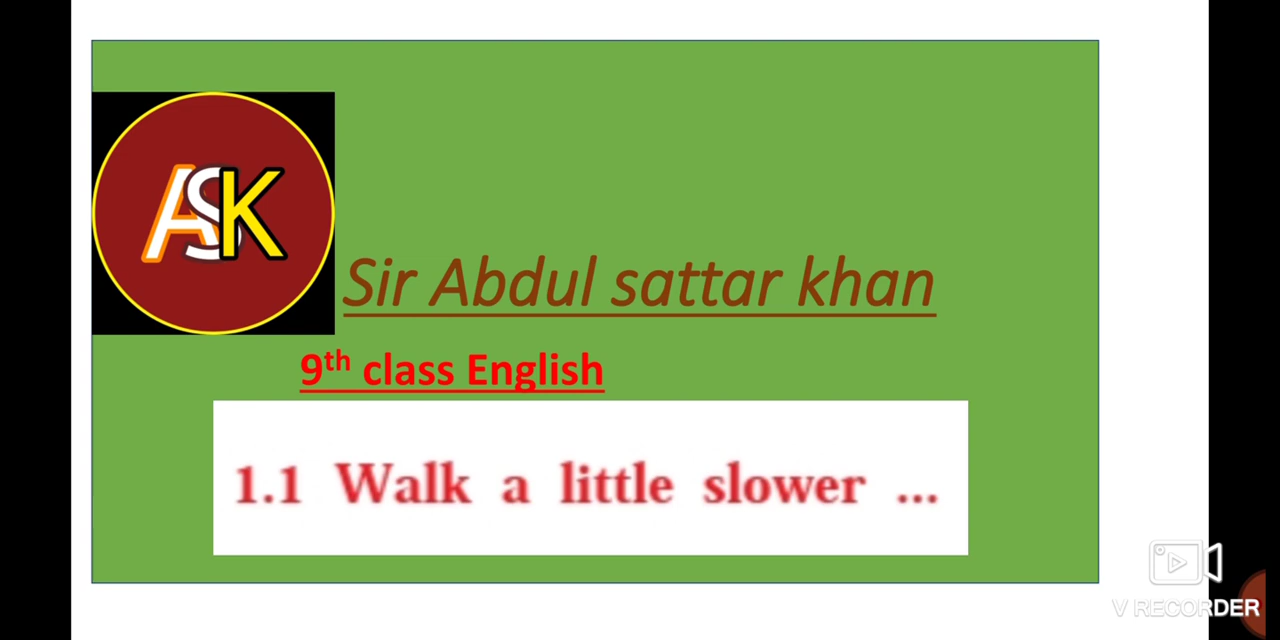 ASK
Sir Abdul sattar khan
9th class English
1.1 Walk a little slower ...
V RECORDER